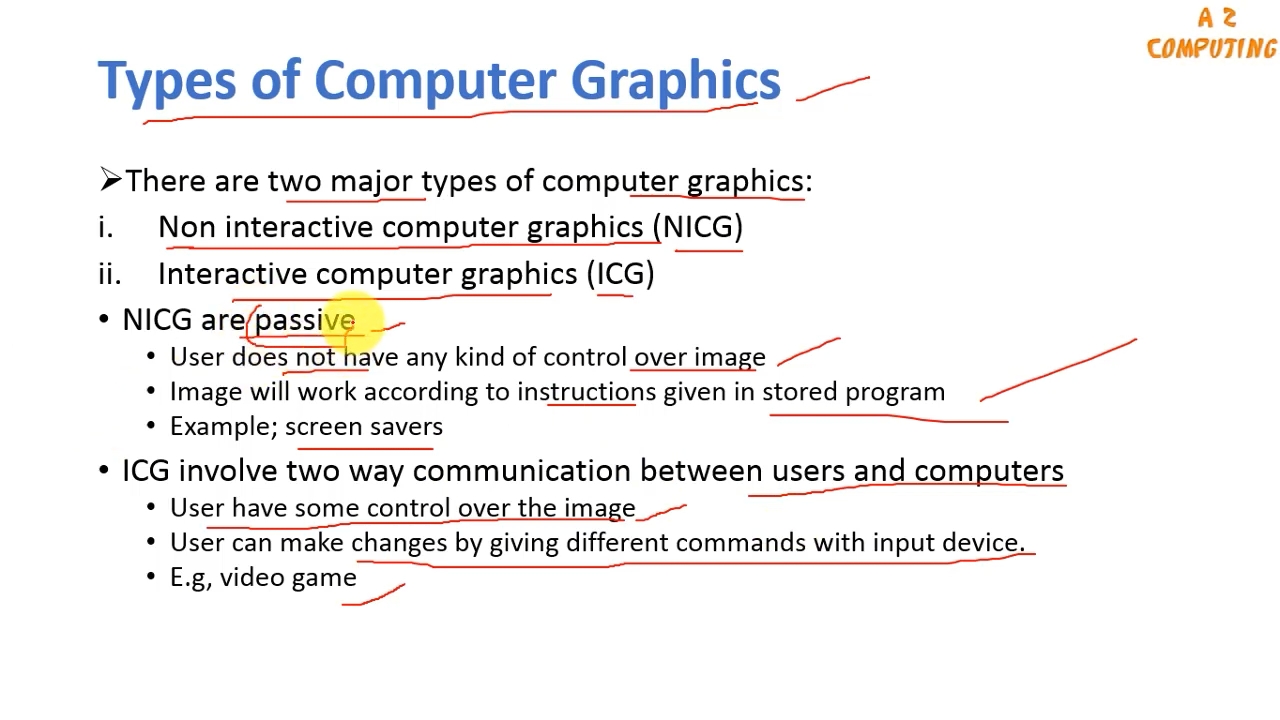 A Z
COMPUTING
Types of Computer Graphics
➢There are two major types of computer graphics:
i. Non interactive computer graphics (NICG)
ii. Interactive computer graphics (ICG)
• NICG are passive
• User does not have any kind of control over image
• Image will work according to instructions given in stored program
• Example; screen savers
• ICG involve two way communication between users and computers
• User have some control over the image
• User can make changes by giving different commands with input device.
• E.g, video game